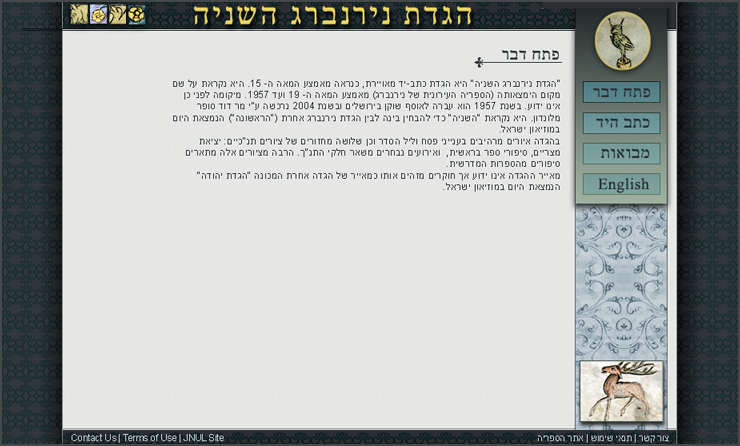 הגדת נירנברג השניה
פתח דבר
"הגדת נירנברג השניה" היא הגדת כתב-יד מאויירת, כנראה מאמצע המאה ה- 15. היא נקראת על שם
מקום הימצאותה (הספריה העירונית של נירנברג) מאמצע המאה ה- 19 ועד 1957. מיקומה לפני כן
אינו ידוע. בשנת 1957 הוא עברה לאוסף שוקן בירושלים ובשנת 2004 נרכשה ע"י מר דוד סופר
מלונדון. היא נקראת "השניה" כדי להבחין בינה לבין הגדת נירנברג אחרת ("הראשונה") הנמצאת היום
במוזיאון ישראל.
בהגדה איורים מרהיבים בענייני פסח וליל הסדר וכן שלושה מחזורים של ציורים תנ"כיים: יציאת
מצריים, סיפורי ספר בראשית, ואירועים נבחרים משאר חלקי התנ"ך. הרבה מציורים אלה מתארים
סיפורים מהספרות המדרשית.
מאייר ההגדה אינו ידוע אך חוקרים מזהים אותו כמאייר של הגדה אחרת המכונה "הגדת יהודה"
הנמצאת היום במוזיאון ישראל.
פתח דבר
כתב היד
מבואות
English
צור קשר | תנאי שימוש | אתר הספריה
Contact Us | Terms of Use | JNUL Site